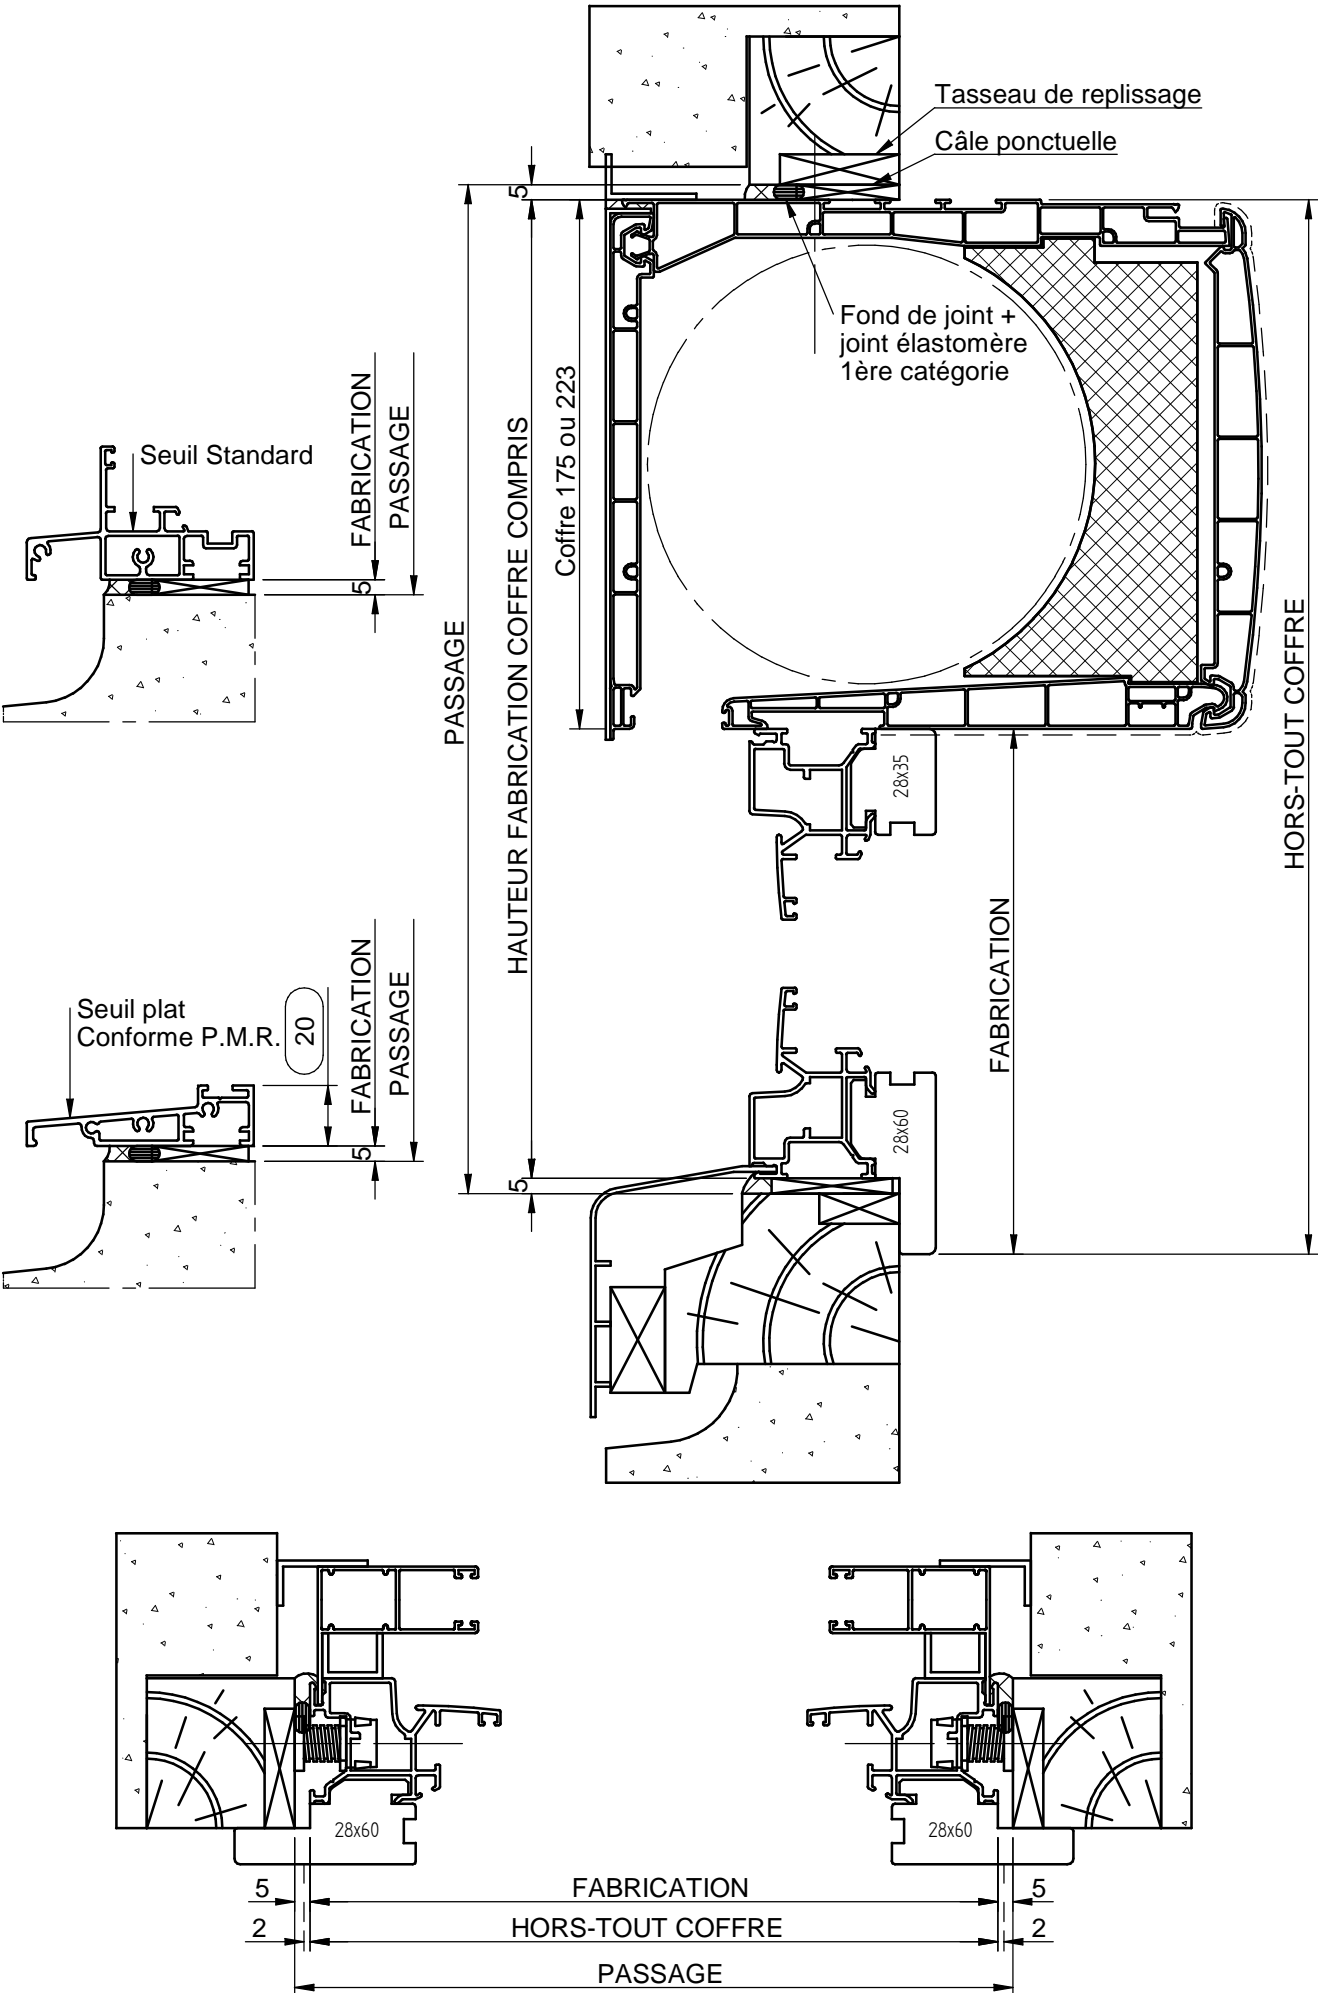 Tasseau de replissage
Câle ponctuelle
5
Fond de joint +
joint élastomère
1ère catégorie
Coffre 175 ou 223
HAUTEUR FABRICATION COFFRE COMPRIS
PASSAGE
HORS-TOUT COFFRE
Seuil Standard
FABRICATION
PASSAGE
5
28x35
FABRICATION
Seuil plat
Conforme P.M.R.
20
FABRICATION
PASSAGE
5
28x60
5
28x60
28x60
5
FABRICATION
5
2
HORS-TOUT COFFRE
2
PASSAGE